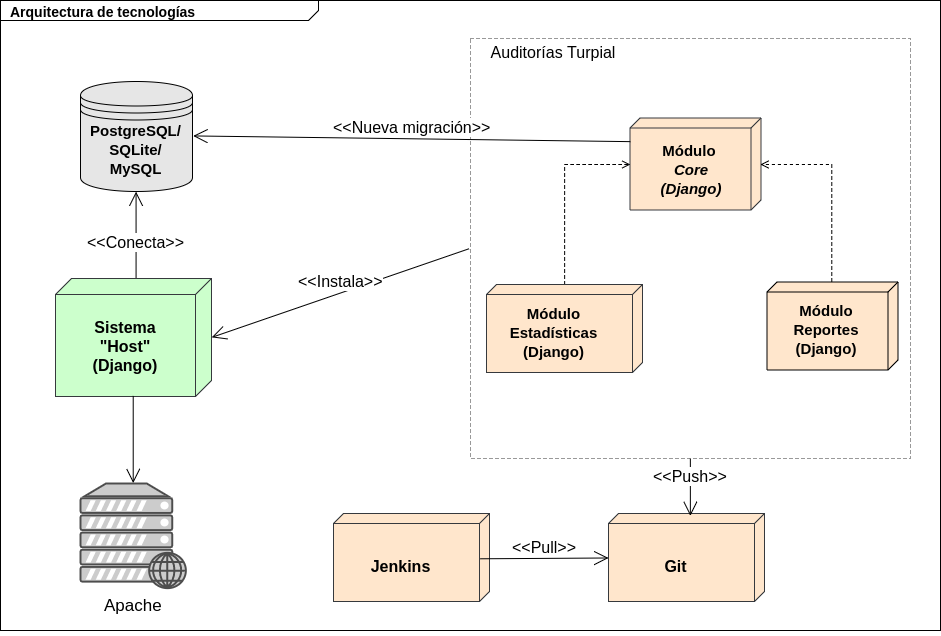 Arquitectura de tecnologías
Auditorías Turpial
PostgreSQL/
SQLite/
MySQL
<<Nueva migración>>
Módulo
Core
(Django)
<<Conecta>>
<<Instala>>
Sistema
"Host"
(Django)
Módulo
Estadísticas
(Django)
Módulo
Reportes
(Django)
<<Push>>
Jenkins
<<Pull>>
Git
Apache